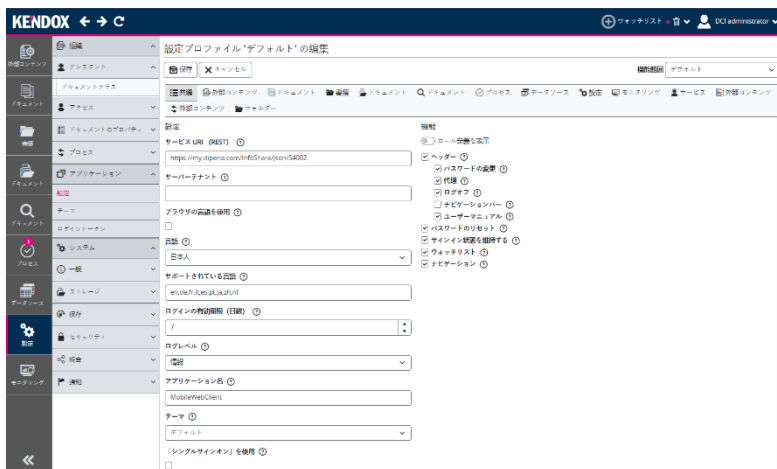 KENDOX
ウォッチリスト
DCI administrator
外部コンテンツ
ドキュメント
書類
ドキュメント
ドキュメント
プロセス
1
データソース
設定
モニタリング
組織
アシスタント
ドキュメントクラス
アクセス
ドキュメントのプロパティ
プロセス
アプリケーション
設定
テーマ
ログイントークン
システム
一般
ストレージ
保存
セキュリティ
統合
通知
設定プロファイル 'デフォルト' の編集
保存
キャンセル
機能範囲
デフォルト
共通
外部コンテンツ
ドキュメント
書類
ドキュメント
ドキュメント
プロセス
データソース
設定
モニタリング
サービス
外部コンテンツ
外部コンテンツ
フォルダー
設定
サービス URI (REST)
https://my.diperia.com/InfoShare/json/54002
サーバーテナント
ブラウザの言語を使用
言語
日本人
サポートされている言語
en,de,fr,it,es,pt,ja,zh,nl
ログインの有効期限 (日数)
7
ログレベル
情報
アプリケーション名
MobileWebClient
テーマ
デフォルト
「シングルサインオン」を使用
機能
ロール定義を表示
ヘッダー
パスワードの変更
代理
ログオフ
ナビゲーションバー
ユーザーマニュアル
パスワードのリセット
サインイン状態を維持する
ウォッチリスト
ナビゲーション